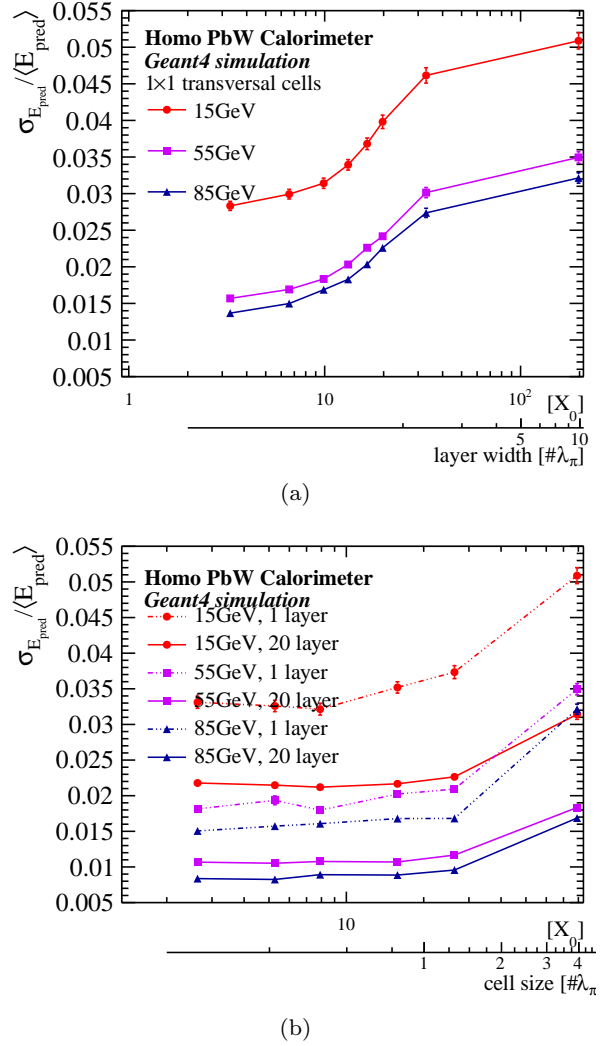 0.055
0.05
0.045
0.04
0.035
0.03
0.025
0.02
0.015
0.01
0.005
σ_{E_pred}/⟨E_pred⟩
Homo PbW Calorimeter
Geant4 simulation
1×1 transversal cells
15GeV
55GeV
85GeV
1 10 10²
[X₀]
5 10
layer width [#λ_π]
(a)
0.055
0.05
0.045
0.04
0.035
0.03
0.025
0.02
0.015
0.01
0.005
σ_{E_pred}/⟨E_pred⟩
Homo PbW Calorimeter
Geant4 simulation
15GeV, 1 layer
15GeV, 20 layer
55GeV, 1 layer
55GeV, 20 layer
85GeV, 1 layer
85GeV, 20 layer
10
[X₀]
1 2 3 4
cell size [#λ_π
(b)